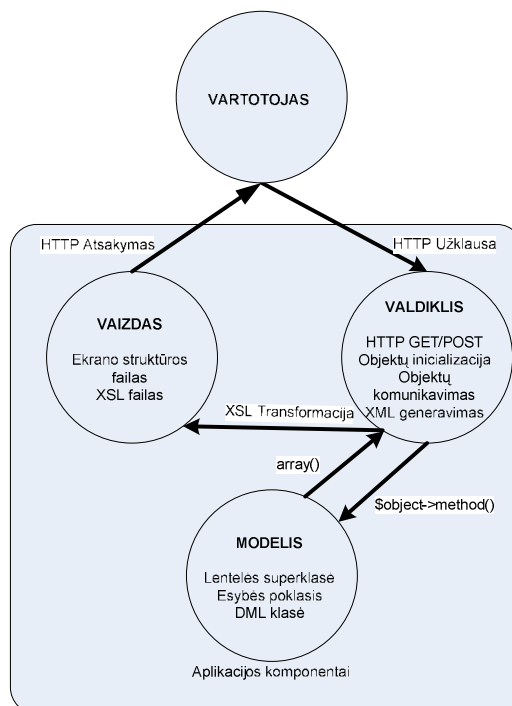 VARTOTOJAS
HTTP Atsakymas
HTTP Užklausa
VAIZDAS
Ekrano struktūros
failas
XSL failas
VALDIKLIS
HTTP GET/POST
Objektų inicializacija
Objektų
komunikavimas
XML generavimas
XSL Transformacija
array()
$object->method()
MODELIS
Lentelės superklasė
Esybės poklasis
DML klasė
Aplikacijos komponentai